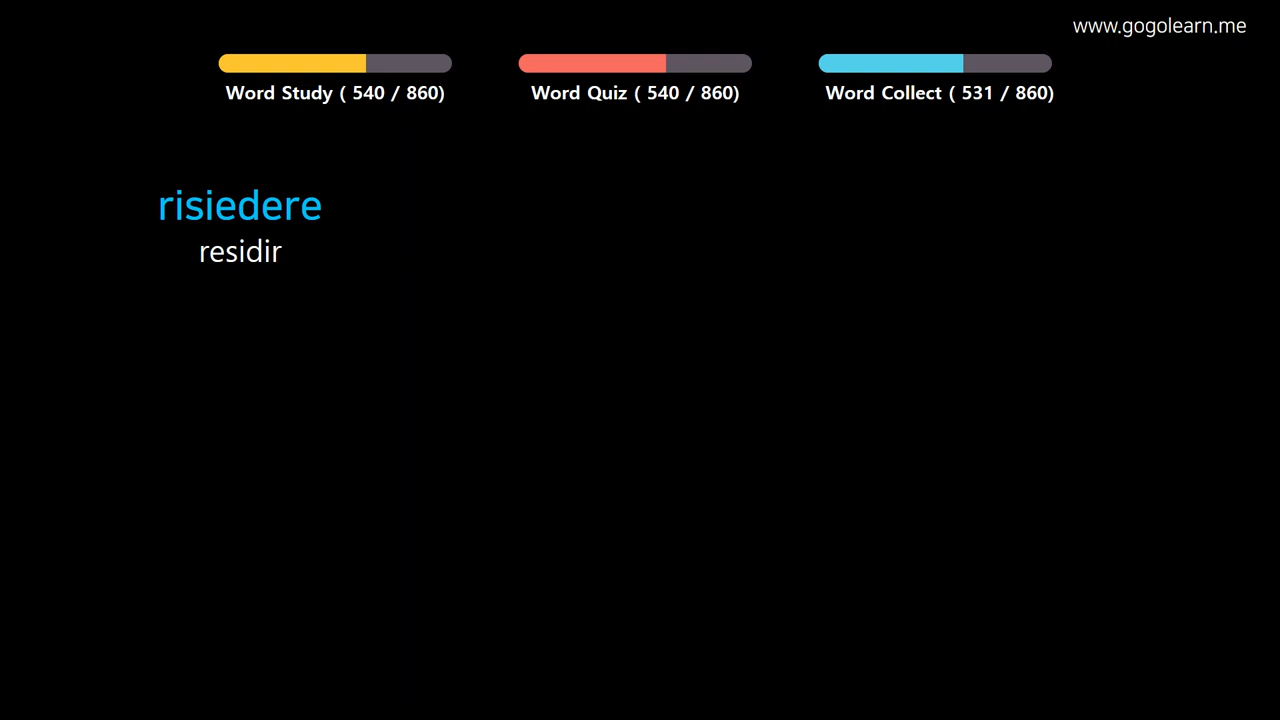 www.gogolearn.me
Word Study ( 540 / 860)
Word Quiz ( 540 / 860)
Word Collect ( 531 / 860)
risiedere
residir